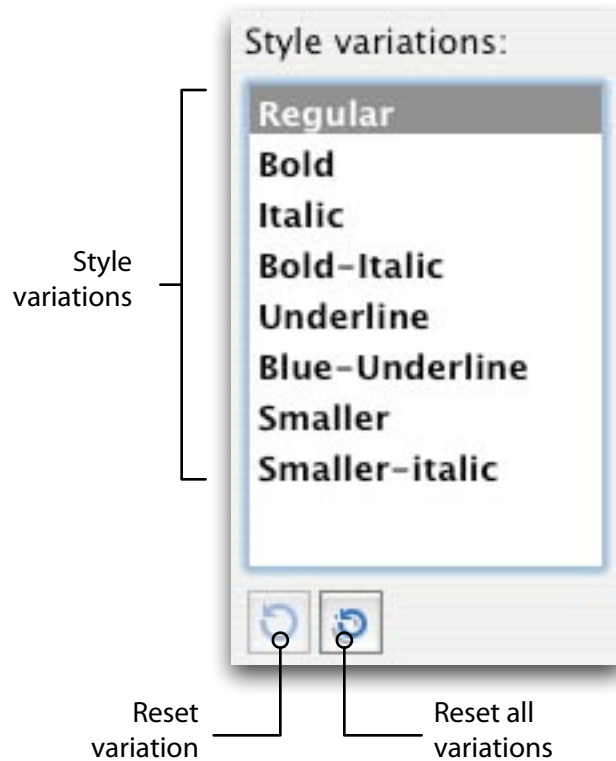 Style variations:
Regular
Bold
Italic
Bold-Italic
Underline
Blue-Underline
Smaller
Smaller-italic
Style
variations
Reset
variation
Reset all
variations